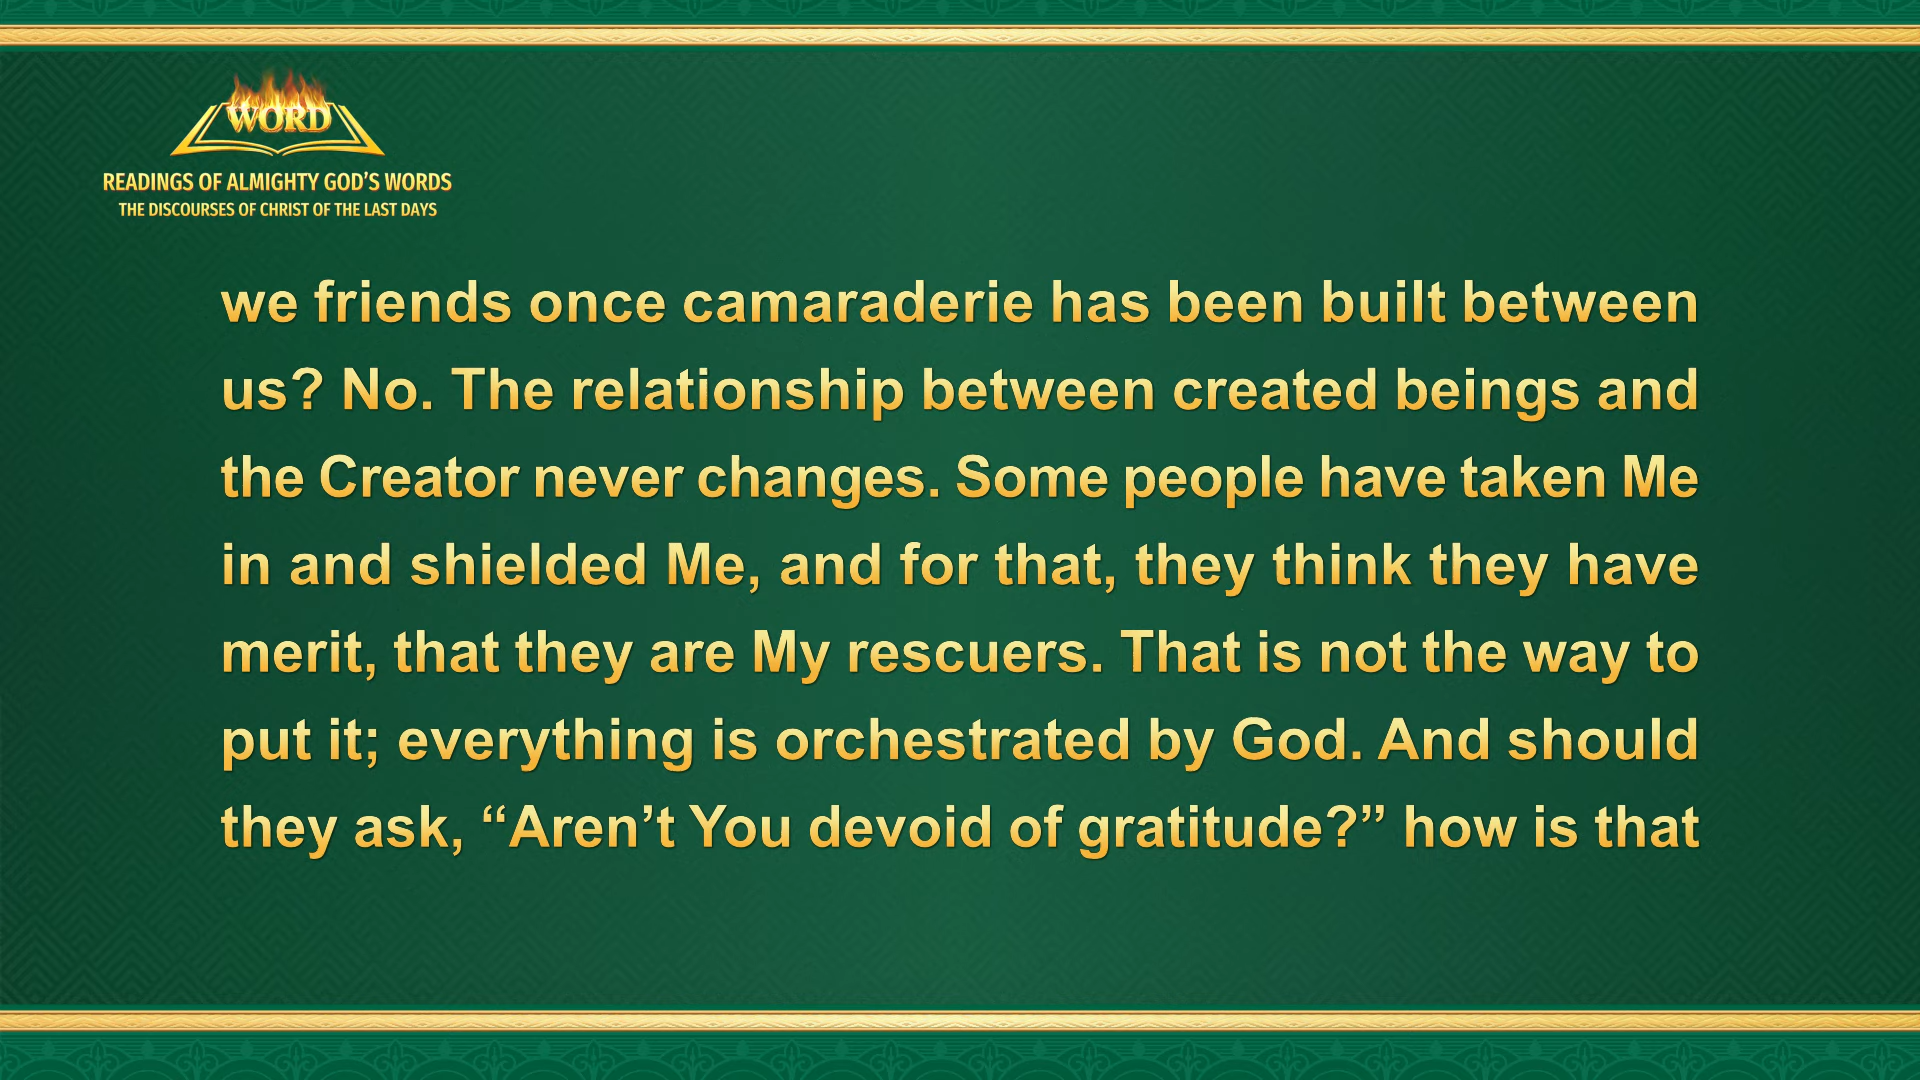 WORD
READINGS OF ALMIGHTY GOD'S WORDS
THE DISCOURSES OF CHRIST OF THE LAST DAYS
we friends once camaraderie has been built between
us? No. The relationship between created beings and
the Creator never changes. Some people have taken Me
in and shielded Me, and for that, they think they have
merit, that they are My rescuers. That is not the way to
put it; everything is orchestrated by God. And should
they ask, “Aren’t You devoid of gratitude?” how is that